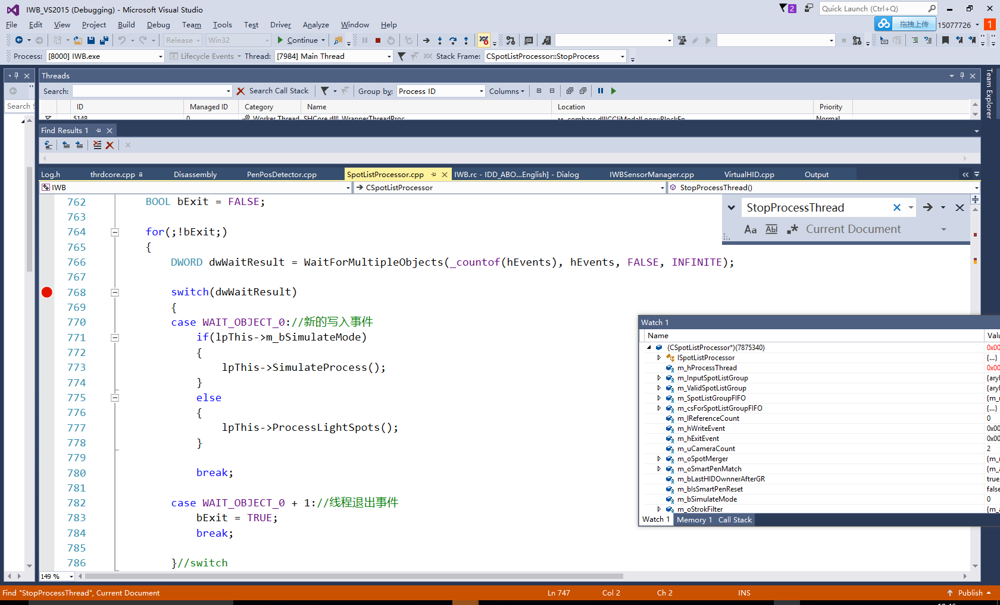 IWB_VS2015 (Debugging) - Microsoft Visual Studio
2
Quick Launch (Ctrl+Q)
File Edit View Project Build Debug Team Tools Test Driver Analyze Window Help
拖拽上传
15077726
1
Release Win32 Continue
Process: [8000] IWB.exe Lifecycle Events Thread: [7984] Main Thread Stack Frame: CSpotListProcessor::StopProcess
Threads
Team Explorer
Search: Search Call Stack Group by: Process ID Columns
Search
ID Managed ID Category Name Location Priority
5148 0 Worker Thread SHCore.dll!_WrapperThreadProc Normal
Find Results 1
Log.h thrdcore.cpp Disassembly PenPosDetector.cpp SpotListProcessor.cpp IWB.rc - IDD_ABO...English] - Dialog IWBSensorManager.cpp VirtualHID.cpp Output
IWB CSpotListProcessor StopProcessThread()
StopProcessThread
Aa Abl .* Current Document
762 BOOL bExit = FALSE;
763
764 for(;!bExit;)
765 {
766 DWORD dwWaitResult = WaitForMultipleObjects(_countof(hEvents), hEvents, FALSE, INFINITE);
767
768 switch(dwWaitResult)
769 {
770 case WAIT_OBJECT_0://新的写入事件
771 if(lpThis->m_bSimulateMode)
772 {
773 lpThis->SimulateProcess();
774 }
775 else
776 {
777 lpThis->ProcessLightSpots();
778 }
779
780 break;
781
782 case WAIT_OBJECT_0 + 1://线程退出事件
783 bExit = TRUE;
784 break;
785
786 }//switch
Watch 1
Name Valu
(CSpotListProcessor*)(7875340) 0x00
ISpotListProcessor {...}
m_hProcessThread 0x00
m_InputSpotListGroup {aryl
m_ValidSpotListGroup {aryl
m_SpotListGroupFIFO {m_
m_csForSpotListGroupFIFO {...}
m_lReferenceCount 0
m_hWriteEvent 0x00
m_hExitEvent 0x00
m_uCameraCount 2
m_oSpotMerger {m_
m_oSmartPenMatch {m_
m_bLastHIDOwnnerAfterGR true
m_bIsSmartPenReset false
m_bSimulateMode 0
m_oStrokFilter {m_
Watch 1 Memory 1 Call Stack
149 %
Find "StopProcessThread", Current Document Ln 747 Col 2 Ch 2 INS Publish